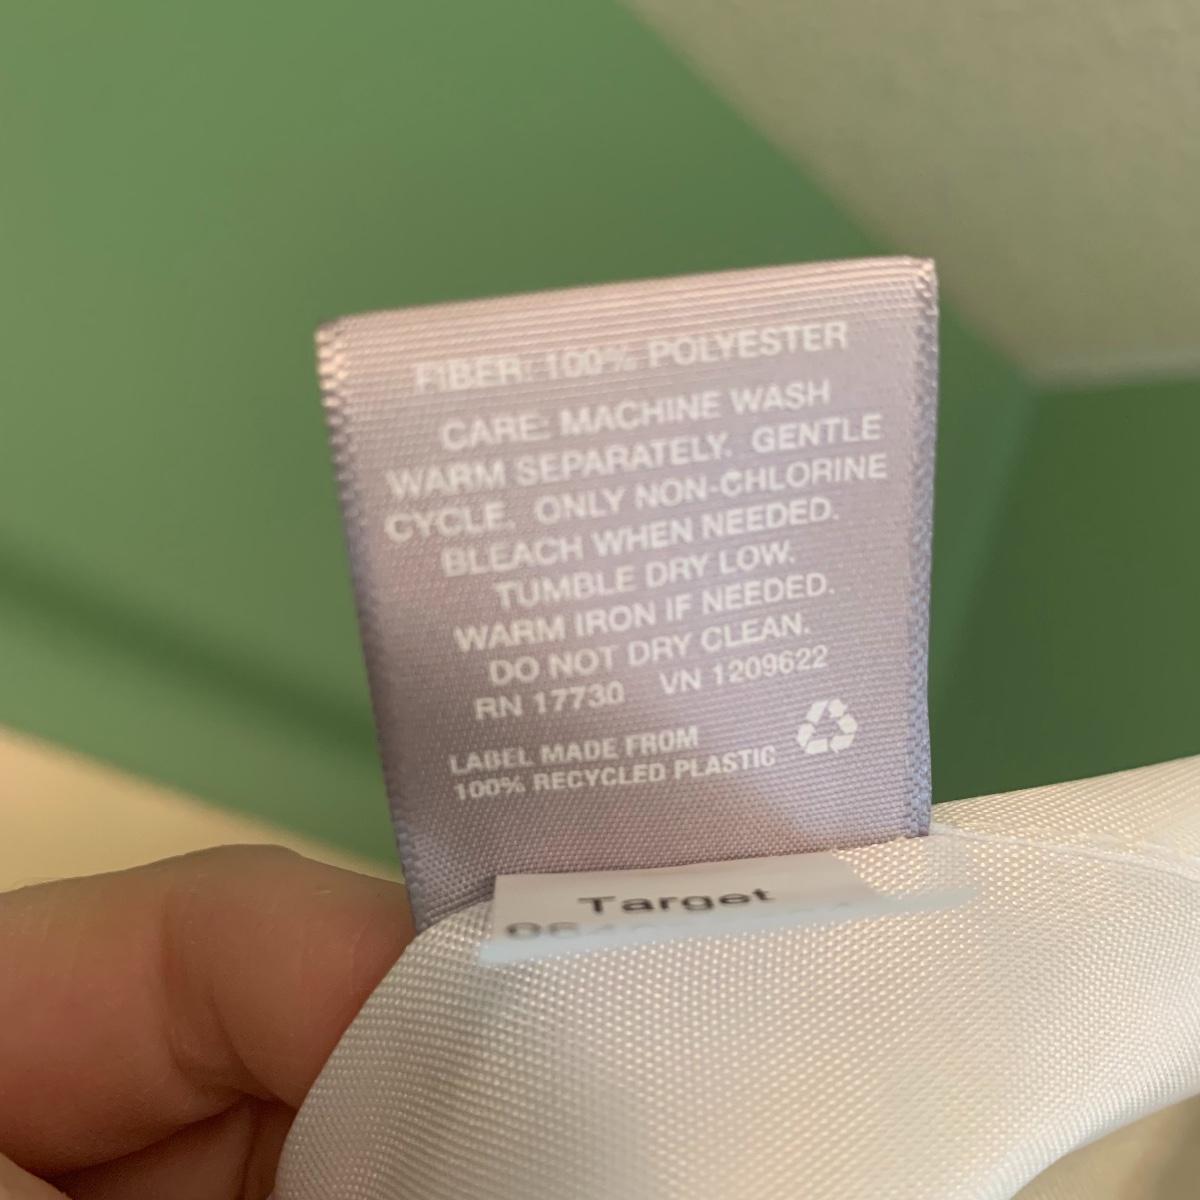 FIBER: 100% POLYESTER
CARE: MACHINE WASH
WARM SEPARATELY. GENTLE
CYCLE. ONLY NON-CHLORINE
BLEACH WHEN NEEDED.
TUMBLE DRY LOW.
WARM IRON IF NEEDED.
DO NOT DRY CLEAN.
RN 17730 VN 1209622
LABEL MADE FROM
100% RECYCLED PLASTIC
Target